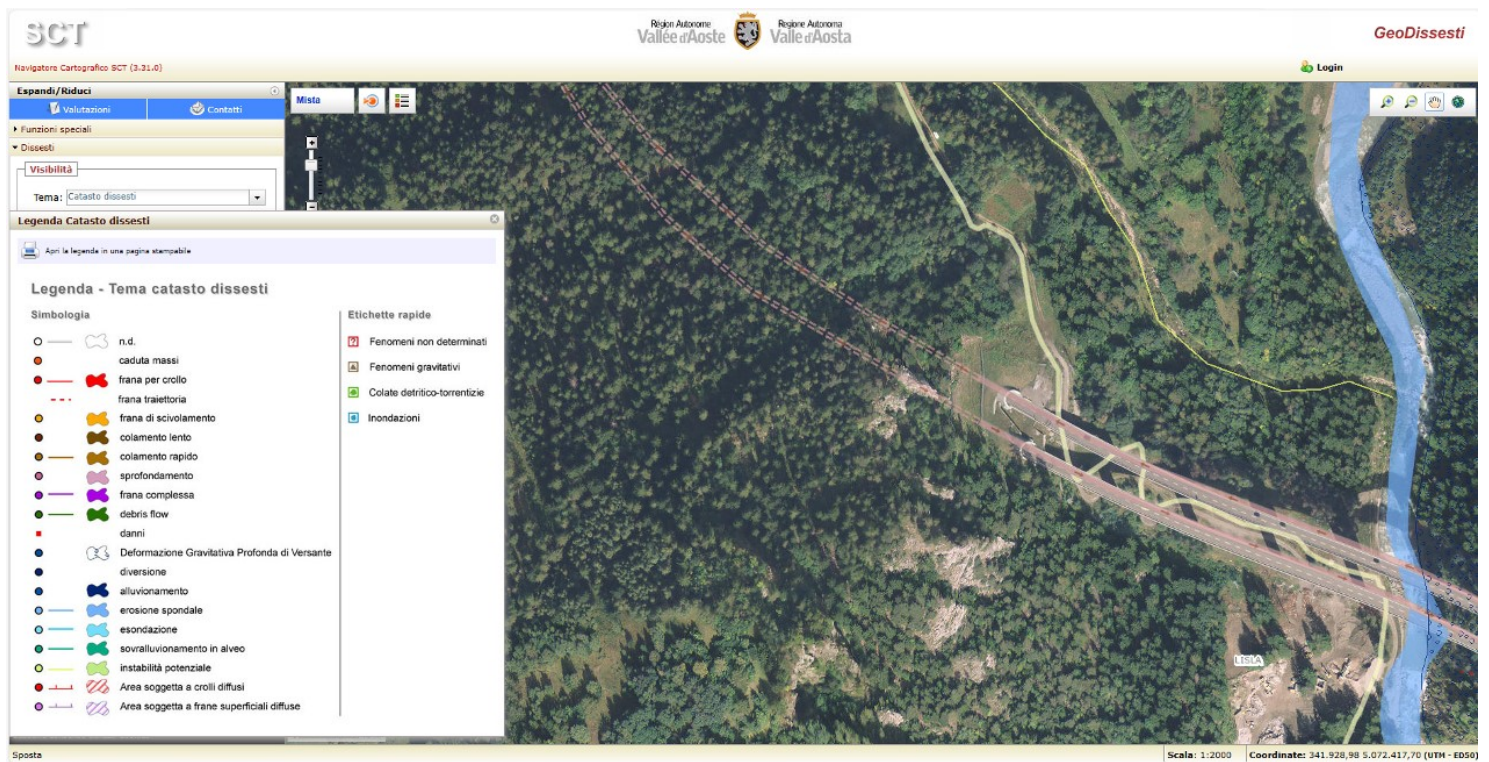 SCT
Région Autonome
Vallée d'Aoste
Regione Autonoma
Valle d'Aosta
GeoDissesti
Navigatore Cartografico SCT (3.31.0)
Login
Espandi/Riduci
Valutazioni
Contatti
Mista
Funzioni speciali
Dissesti
Visibilità
Tema: Catasto dissesti
Legenda Catasto dissesti
Apri la legenda in una pagina stampabile
Legenda - Tema catasto dissesti
Simbologia
n.d.
caduta massi
frana per crollo
frana traiettoria
frana di scivolamento
colamento lento
colamento rapido
sprofondamento
frana complessa
debris flow
danni
Deformazione Gravitativa Profonda di Versante
diversione
alluvionamento
erosione spondale
esondazione
sovralluvionamento in alveo
instabilità potenziale
Area soggetta a crolli diffusi
Area soggetta a frane superficiali diffuse
Etichette rapide
Fenomeni non determinati
Fenomeni gravitativi
Colate detritico-torrentizie
Inondazioni
LISLA
Sposta
Scala: 1:2000
Coordinate: 341.928,98 5.072.417,70 (UTM - ED50)